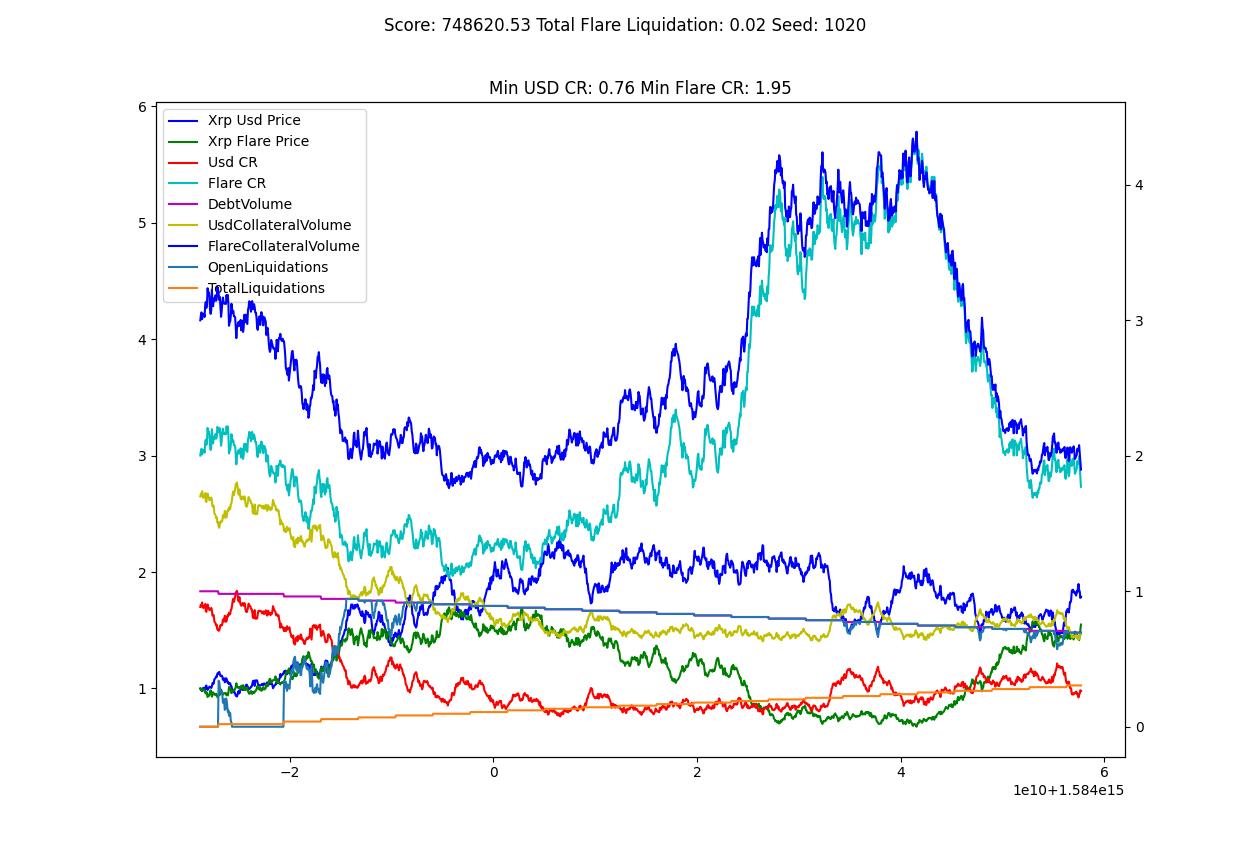 Score: 748620.53 Total Flare Liquidation: 0.02 Seed: 1020
Min USD CR: 0.76 Min Flare CR: 1.95
Xrp Usd Price
Xrp Flare Price
Usd CR
Flare CR
DebtVolume
UsdCollateralVolume
FlareCollateralVolume
OpenLiquidations
TotalLiquidations
6
5
4
3
2
1
4
3
2
1
0
−2
0
2
4
6
1e10+1.584e15